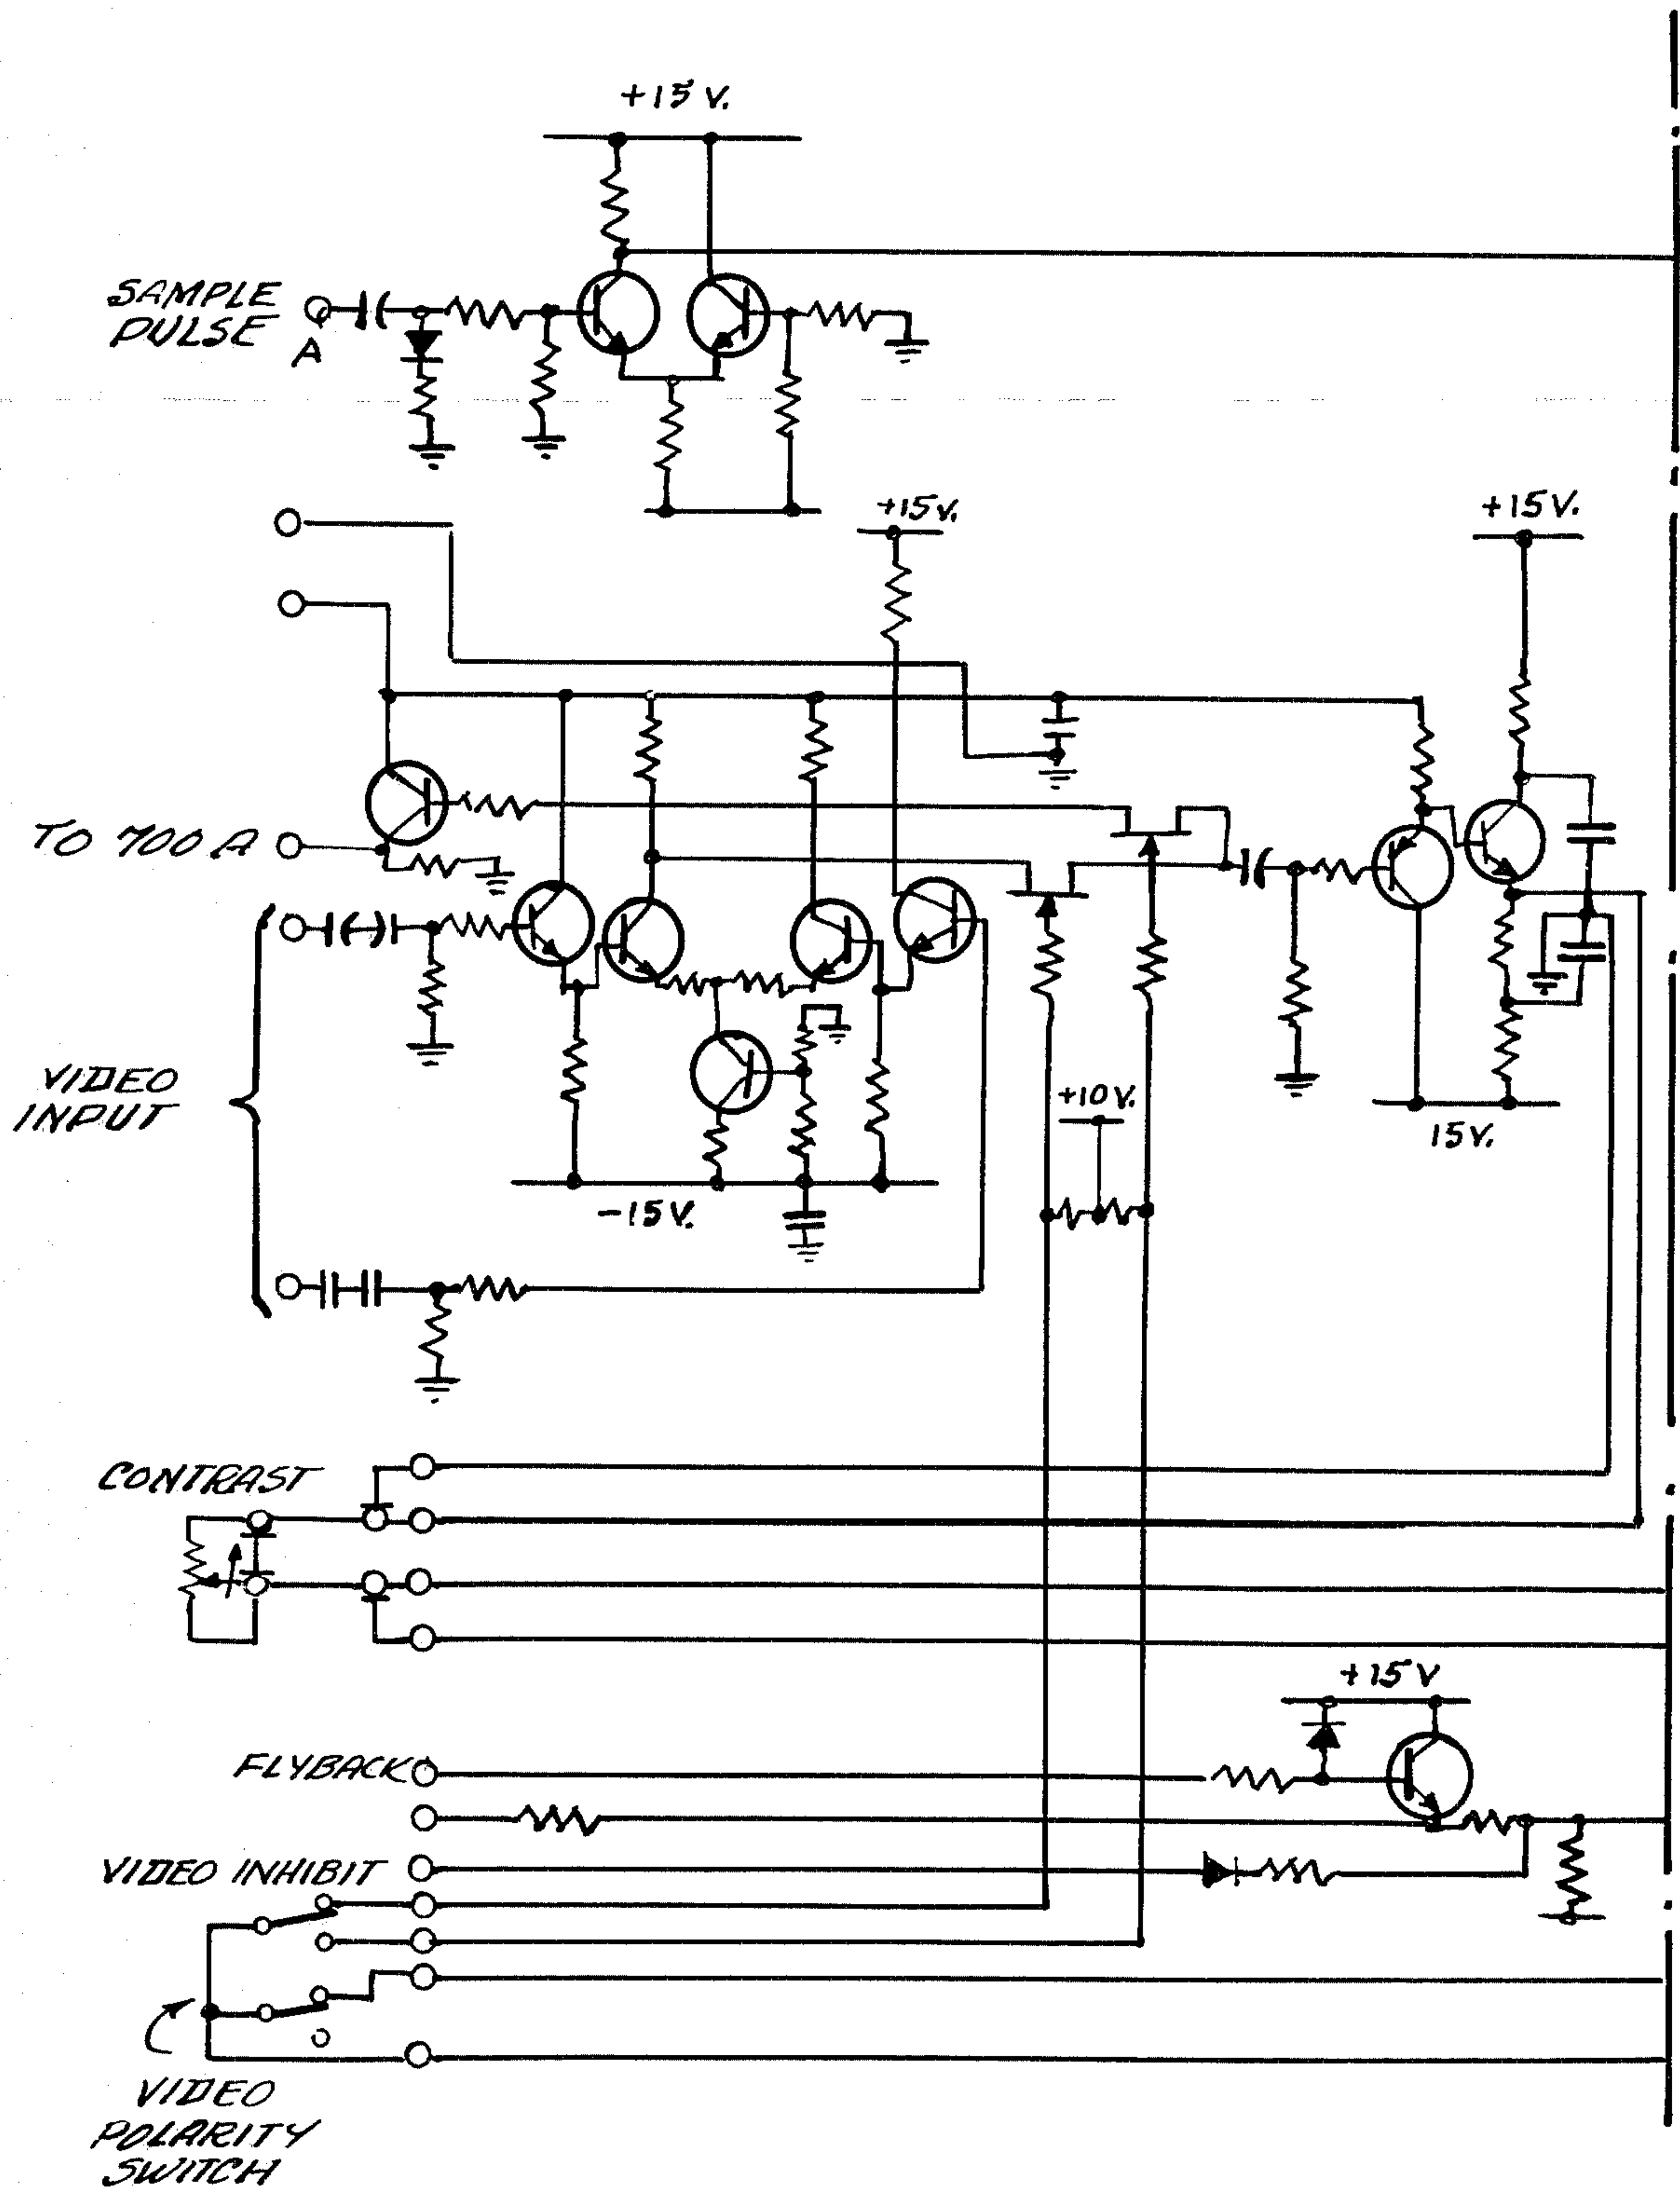 +15 V.
SAMPLE
PULSE
A
+15V.
+15V.
TO 700 A
VIDEO
INPUT
+10 V.
15V.
-15V.
CONTRAST
+15V
FLYBACK
VIDEO INHIBIT
VIDEO
POLARITY
SWITCH